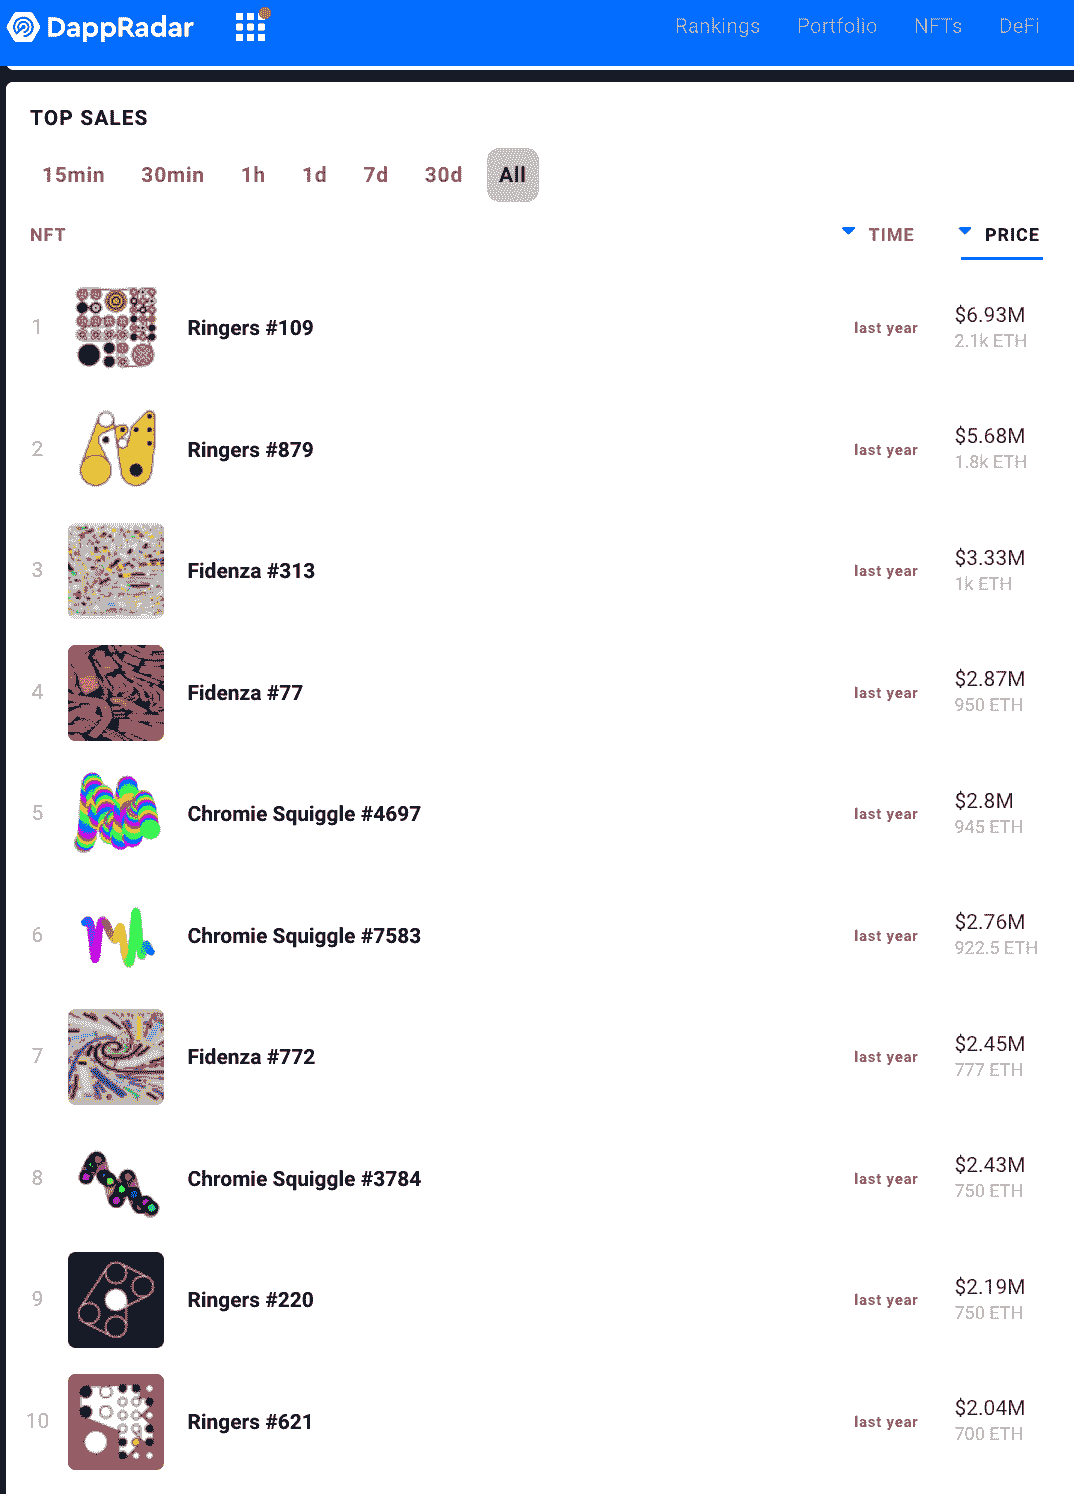 DappRadar
Rankings Portfolio NFTs DeFi
TOP SALES
15min 30min 1h 1d 7d 30d All
NFT TIME PRICE
1 Ringers #109 last year $6.93M
2.1k ETH
2 Ringers #879 last year $5.68M
1.8k ETH
3 Fidenza #313 last year $3.33M
1k ETH
4 Fidenza #77 last year $2.87M
950 ETH
5 Chromie Squiggle #4697 last year $2.8M
945 ETH
6 Chromie Squiggle #7583 last year $2.76M
922.5 ETH
7 Fidenza #772 last year $2.45M
777 ETH
8 Chromie Squiggle #3784 last year $2.43M
750 ETH
9 Ringers #220 last year $2.19M
750 ETH
10 Ringers #621 last year $2.04M
700 ETH